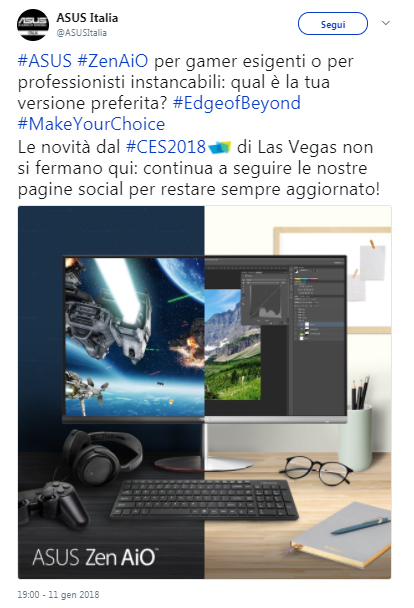 ASUS Italia
@ASUSItalia
Segui
#ASUS #ZenAiO per gamer esigenti o per
professionisti instancabili: qual è la tua
versione preferita? #EdgeofBeyond
#MakeYourChoice
Le novità dal #CES2018 di Las Vegas non
si fermano qui: continua a seguire le nostre
pagine social per restare sempre aggiornato!
ASUS Zen AiO™
19:00 - 11 gen 2018